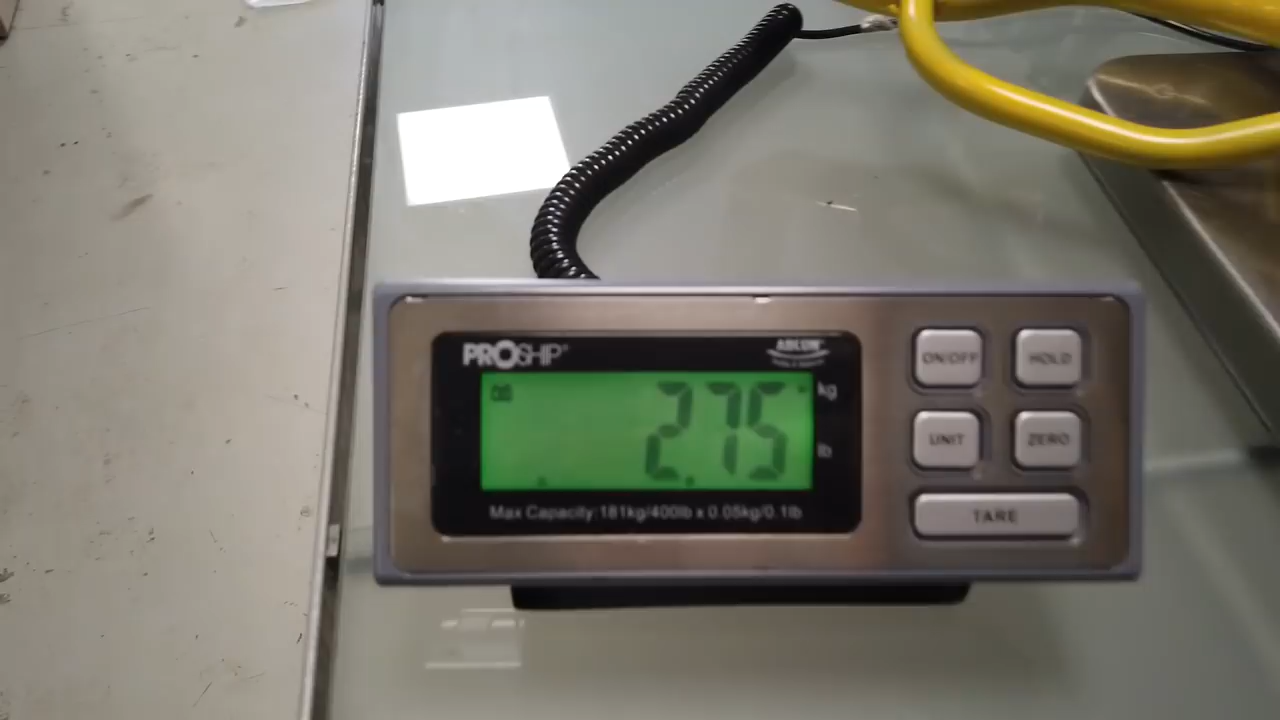 PROSHIP®
ADEON®
2.75
kg
lb
Max Capacity:181kg/400lb x 0.05kg/0.1lb
ON/OFF
HOLD
UNIT
ZERO
TARE